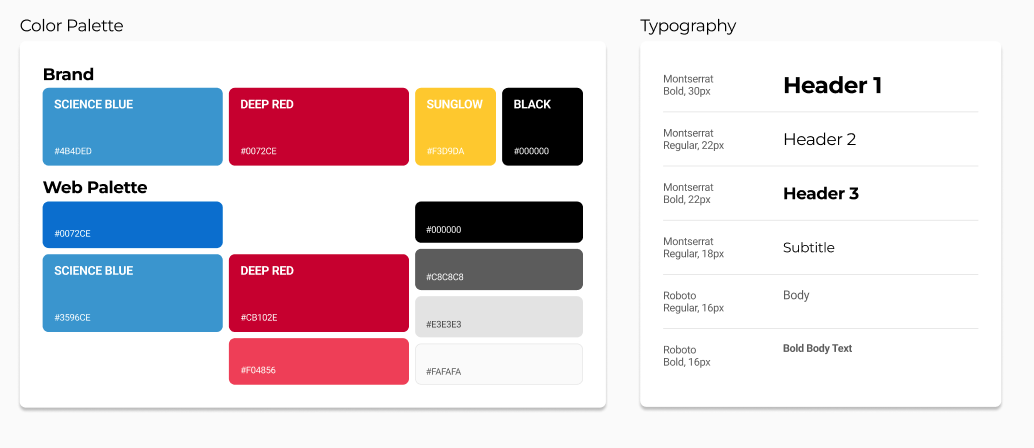 Color Palette
Brand
SCIENCE BLUE
#4B4DED
DEEP RED
#0072CE
SUNGLOW
#F3D9DA
BLACK
#000000
Web Palette
#0072CE
SCIENCE BLUE
#3596CE
DEEP RED
#CB102E
#F04856
#000000
#C8C8C8
#E3E3E3
#FAFAFA
Typography
Montserrat
Bold, 30px
Header 1
Montserrat
Regular, 22px
Header 2
Montserrat
Bold, 22px
Header 3
Montserrat
Regular, 18px
Subtitle
Roboto
Regular, 16px
Body
Roboto
Bold, 16px
Bold Body Text